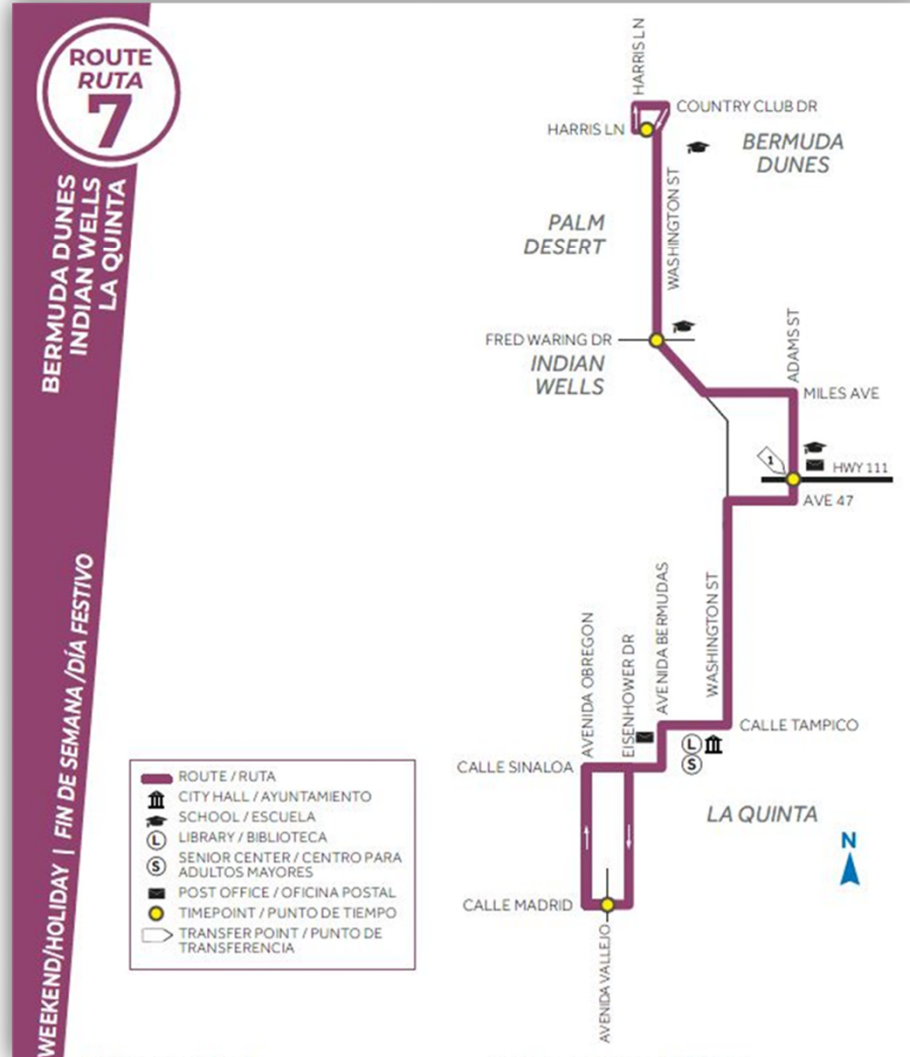 ROUTE
RUTA
7
BERMUDA DUNES
INDIAN WELLS
LA QUINTA
WEEKEND/HOLIDAY | FIN DE SEMANA /DÍA FESTIVO
HARRIS LN
COUNTRY CLUB DR
HARRIS LN
BERMUDA
DUNES
WASHINGTON ST
PALM
DESERT
FRED WARING DR
INDIAN
WELLS
ADAMS ST
MILES AVE
1
HWY 111
AVE 47
AVENIDA OBREGON
EISENHOWER DR
AVENIDA BERMUDAS
WASHINGTON ST
CALLE TAMPICO
L
S
CALLE SINALOA
LA QUINTA
N
CALLE MADRID
AVENIDA VALLEJO
ROUTE / RUTA
CITY HALL / AYUNTAMIENTO
SCHOOL / ESCUELA
L LIBRARY / BIBLIOTECA
S SENIOR CENTER / CENTRO PARA
ADULTOS MAYORES
POST OFFICE / OFICINA POSTAL
TIMEPOINT / PUNTO DE TIEMPO
TRANSFER POINT / PUNTO DE
TRANSFERENCIA